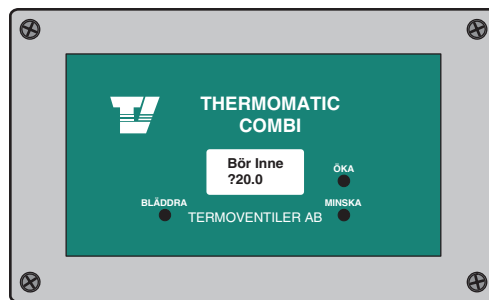 THERMOMATIC
COMBI
Bör Inne
?20.0
ÖKA
BLÄDDRA
MINSKA
TERMOVENTILER AB